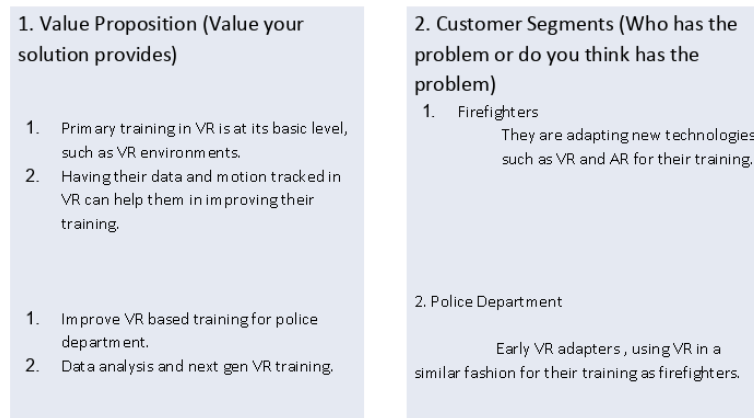 1. Value Proposition (Value your
solution provides)
1. Primary training in VR is at its basic level,
such as VR environments.
2. Having their data and motion tracked in
VR can help them in improving their
training.
1. Improve VR based training for police
department.
2. Data analysis and next gen VR training.
2. Customer Segments (Who has the
problem or do you think has the
problem)
1. Firefighters
They are adapting new technologies
such as VR and AR for their training.
2. Police Department
Early VR adapters , using VR in a
similar fashion for their training as firefighters.